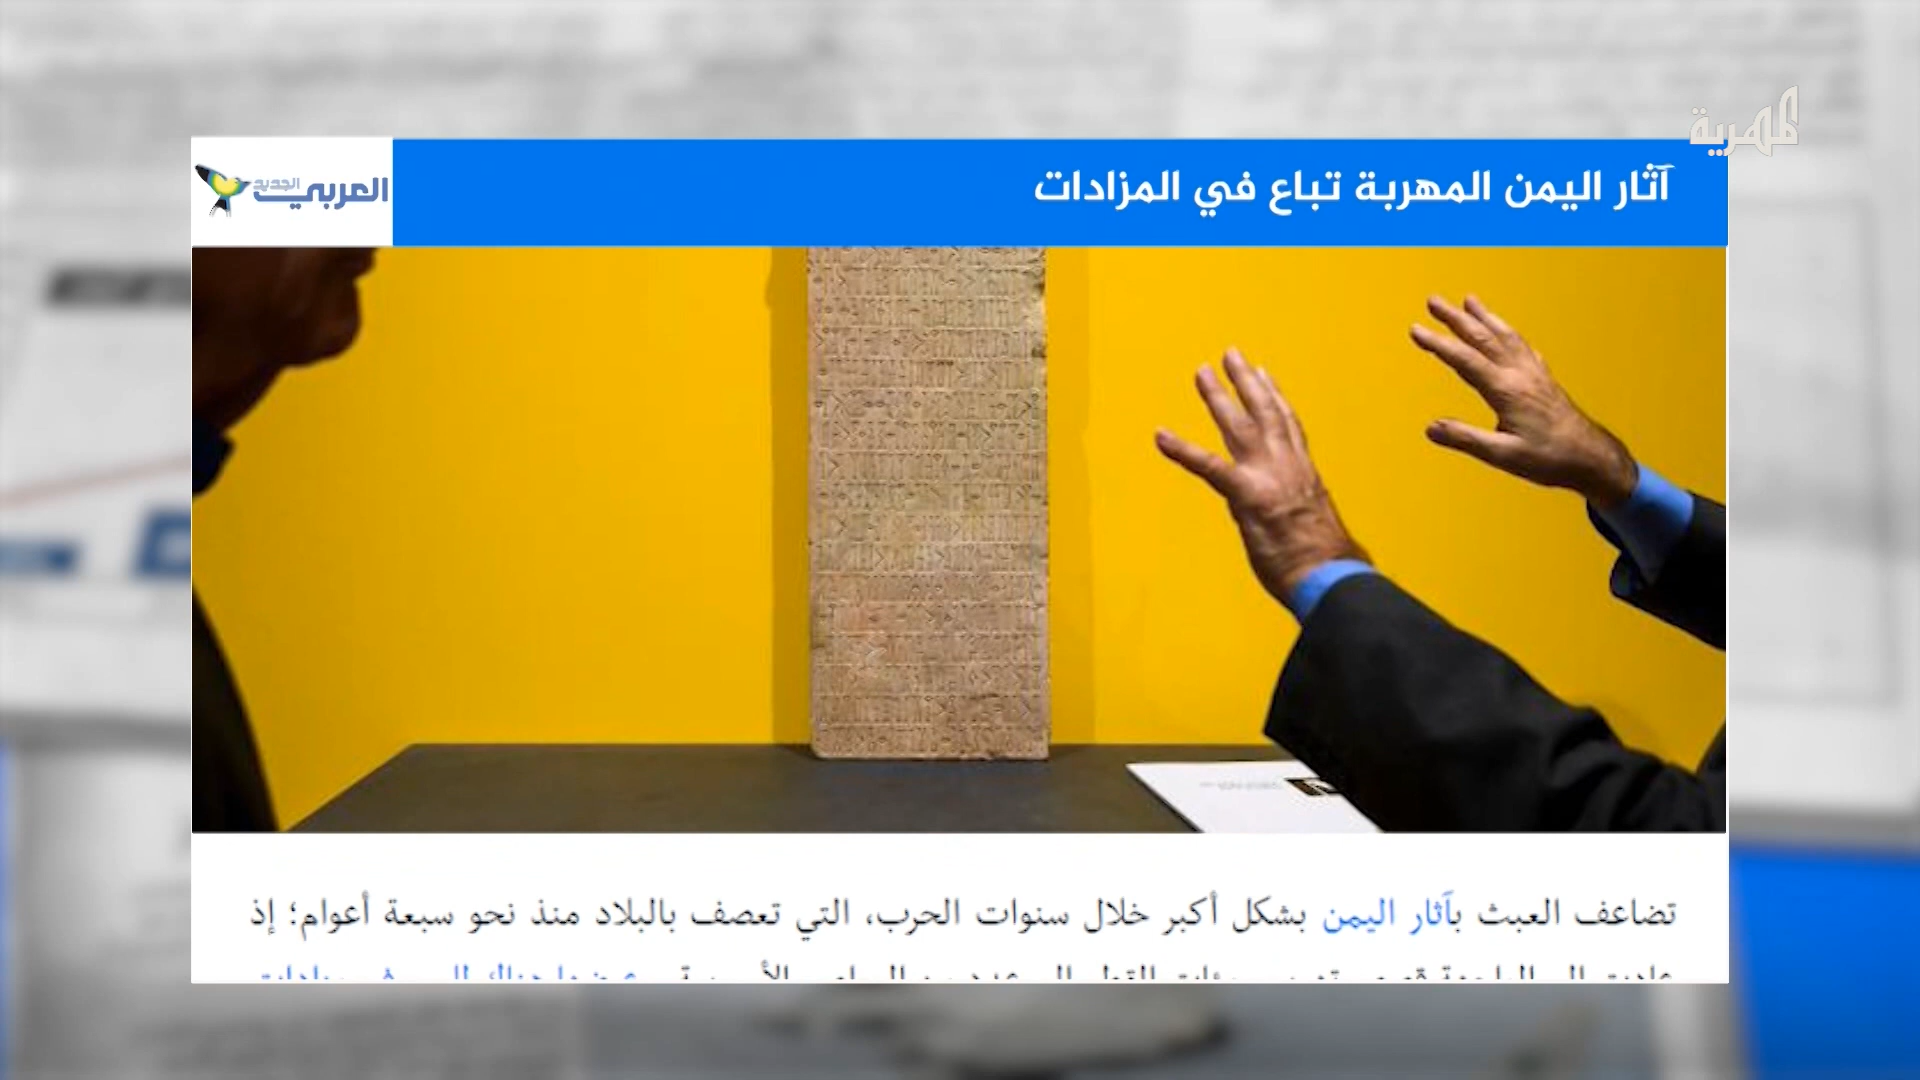 المهرية
آثار اليمن المهربة تباع في المزادات
العربي الجديد
تضاعف العبث بآثار اليمن بشكل أكبر خلال سنوات الحرب، التي تعصف بالبلاد منذ نحو سبعة أعوام؛ إذ